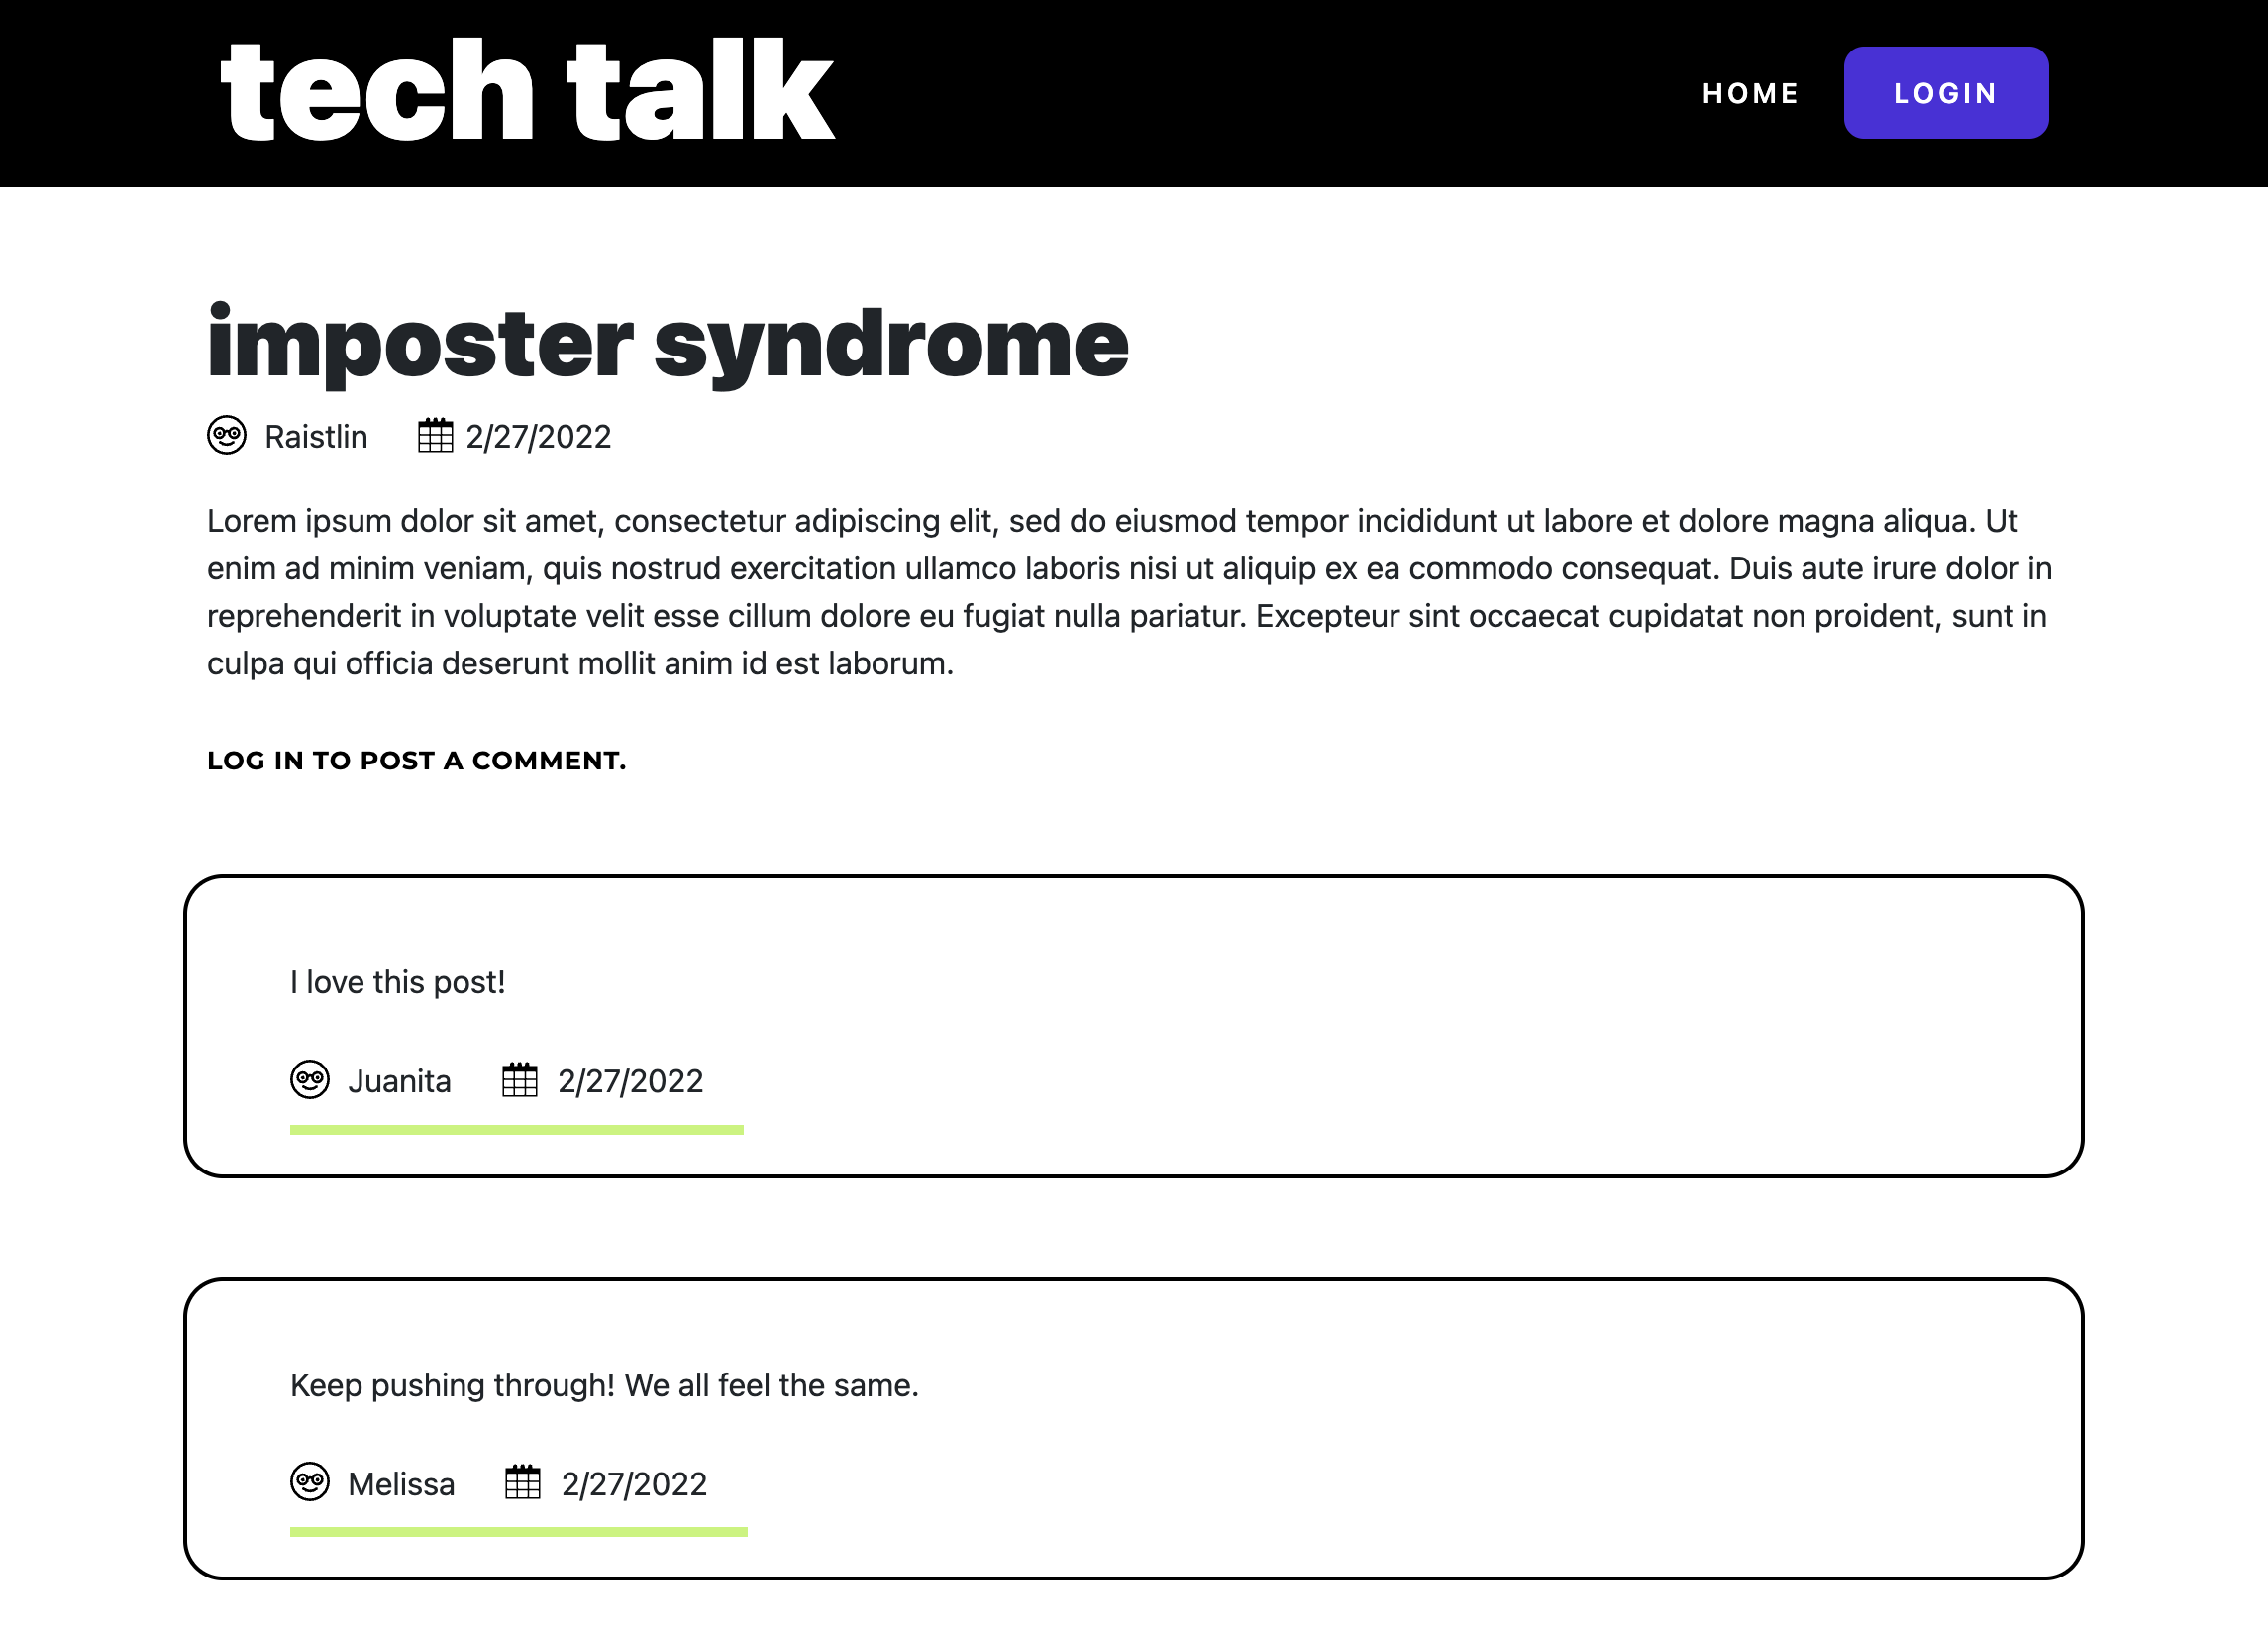 tech talk
HOME
LOGIN
imposter syndrome
Raistlin 2/27/2022
Lorem ipsum dolor sit amet, consectetur adipiscing elit, sed do eiusmod tempor incididunt ut labore et dolore magna aliqua. Ut
enim ad minim veniam, quis nostrud exercitation ullamco laboris nisi ut aliquip ex ea commodo consequat. Duis aute irure dolor in
reprehenderit in voluptate velit esse cillum dolore eu fugiat nulla pariatur. Excepteur sint occaecat cupidatat non proident, sunt in
culpa qui officia deserunt mollit anim id est laborum.
LOG IN TO POST A COMMENT.
I love this post!
Juanita 2/27/2022
Keep pushing through! We all feel the same.
Melissa 2/27/2022